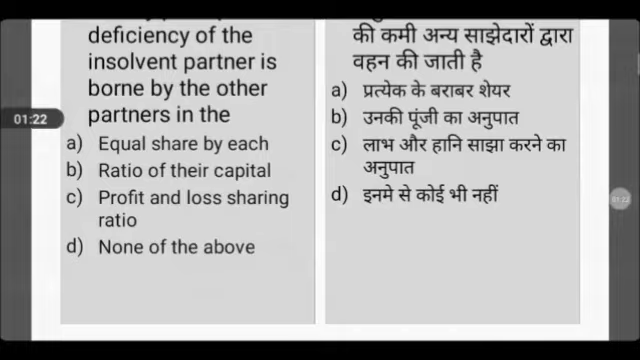 deficiency of the
insolvent partner is
borne by the other
partners in the
a) Equal share by each
b) Ratio of their capital
c) Profit and loss sharing
ratio
d) None of the above
की कमी अन्य साझेदारों द्वारा
वहन की जाती है
a) प्रत्येक के बराबर शेयर
b) उनकी पूंजी का अनुपात
c) लाभ और हानि साझा करने का
अनुपात
d) इनमे से कोई भी नहीं
01:22
01:22